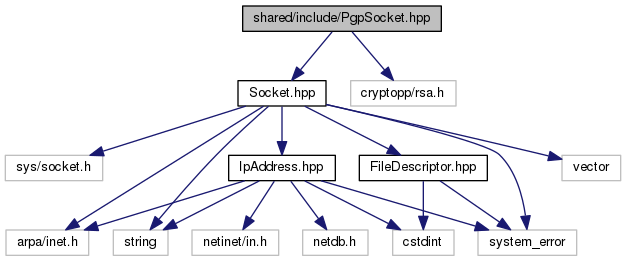 shared/include/PgpSocket.hpp
Socket.hpp
cryptopp/rsa.h
sys/socket.h
IpAddress.hpp
FileDescriptor.hpp
vector
arpa/inet.h
string
netinet/in.h
netdb.h
cstdint
system_error